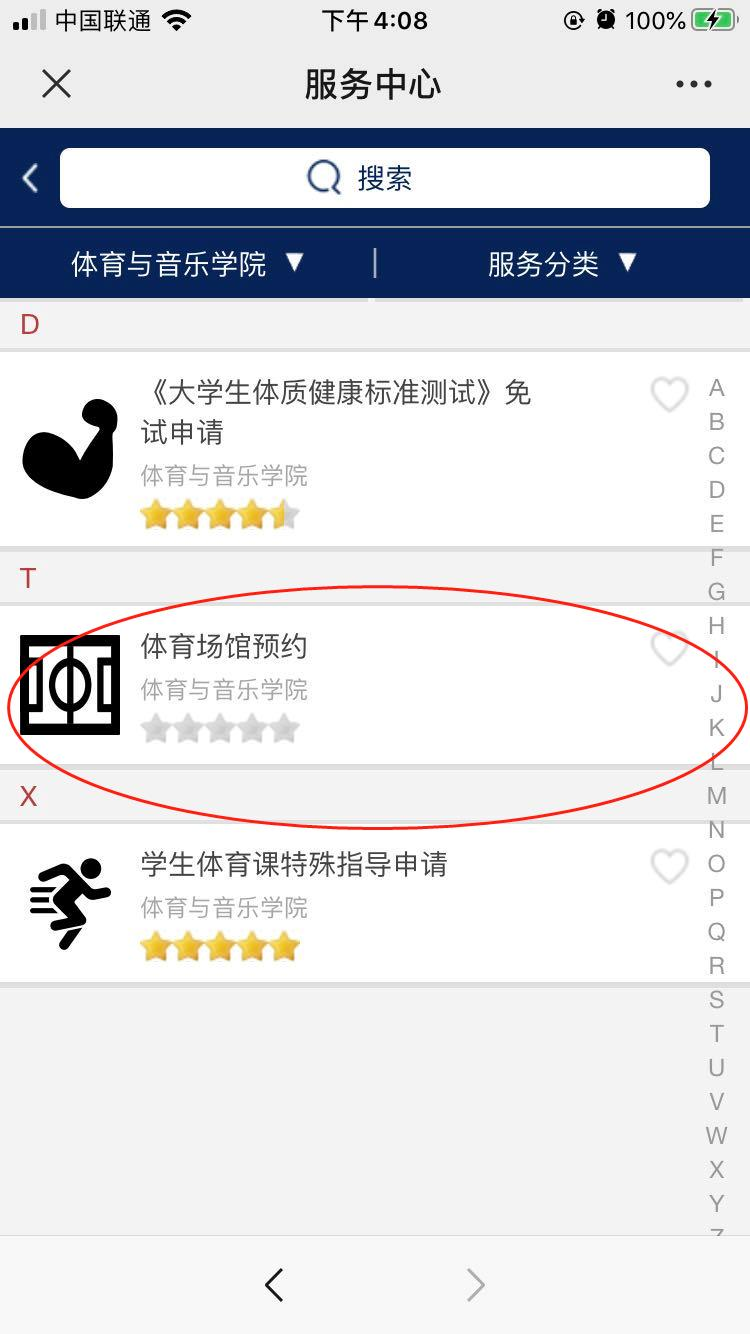 中国联通 下午4:08 100%
服务中心
搜索
体育与音乐学院 ▼ | 服务分类 ▼
D
《大学生体质健康标准测试》免
试申请
体育与音乐学院
T
体育场馆预约
体育与音乐学院
X
学生体育课特殊指导申请
体育与音乐学院
A
B
C
D
E
F
G
H
I
J
K
L
M
N
O
P
Q
R
S
T
U
V
W
X
Y
Z